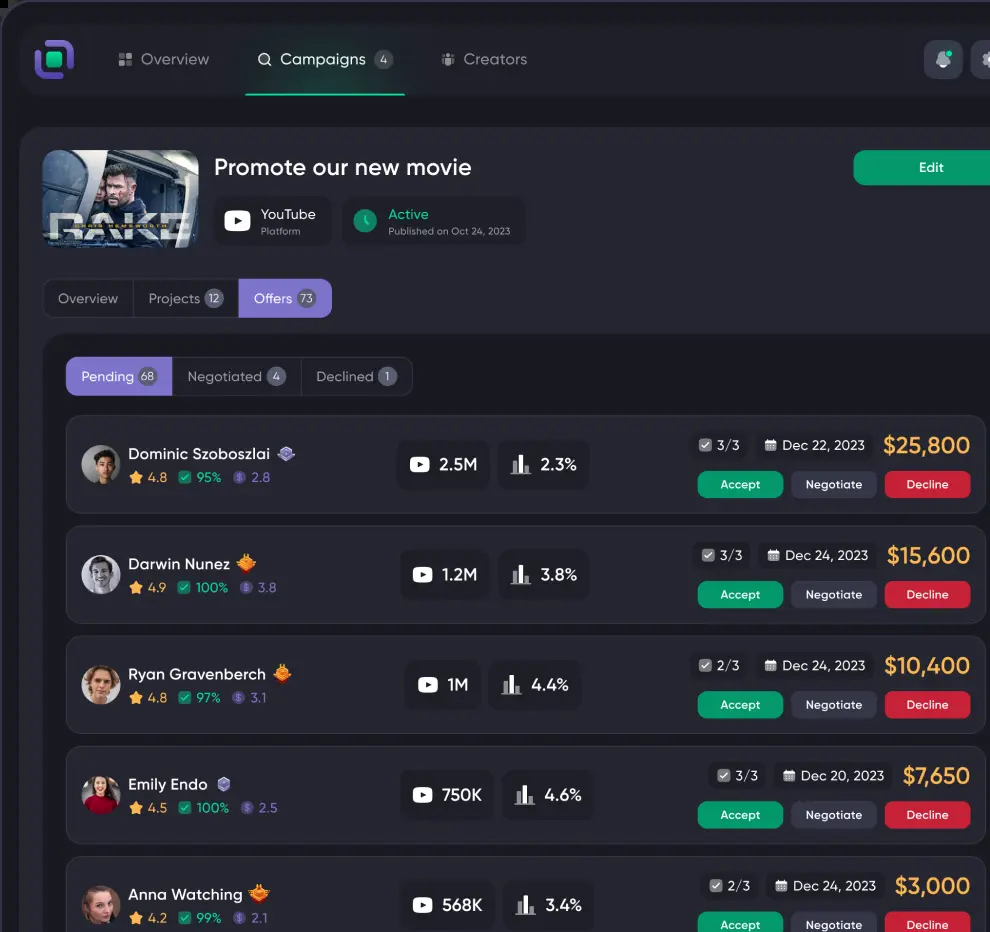 Overview
Campaigns 4
Creators
Promote our new movie
Edit
RAKE
CHRIS HEMSWORTH
YouTube
Platform
Active
Published on Oct 24, 2023
Overview
Projects 12
Offers 73
Pending 68
Negotiated 4
Declined 1
Dominic Szoboszlai
4.8 95% $ 2.8
2.5M
2.3%
3/3 Dec 22, 2023 $25,800
Accept Negotiate Decline
Darwin Nunez
4.9 100% $ 3.8
1.2M
3.8%
3/3 Dec 24, 2023 $15,600
Accept Negotiate Decline
Ryan Gravenberch
4.8 97% $ 3.1
1M
4.4%
2/3 Dec 24, 2023 $10,400
Accept Negotiate Decline
Emily Endo
4.5 100% $ 2.5
750K
4.6%
3/3 Dec 20, 2023 $7,650
Accept Negotiate Decline
Anna Watching
4.2 99% $ 2.1
568K
3.4%
2/3 Dec 24, 2023 $3,000
Accept Negotiate Decline